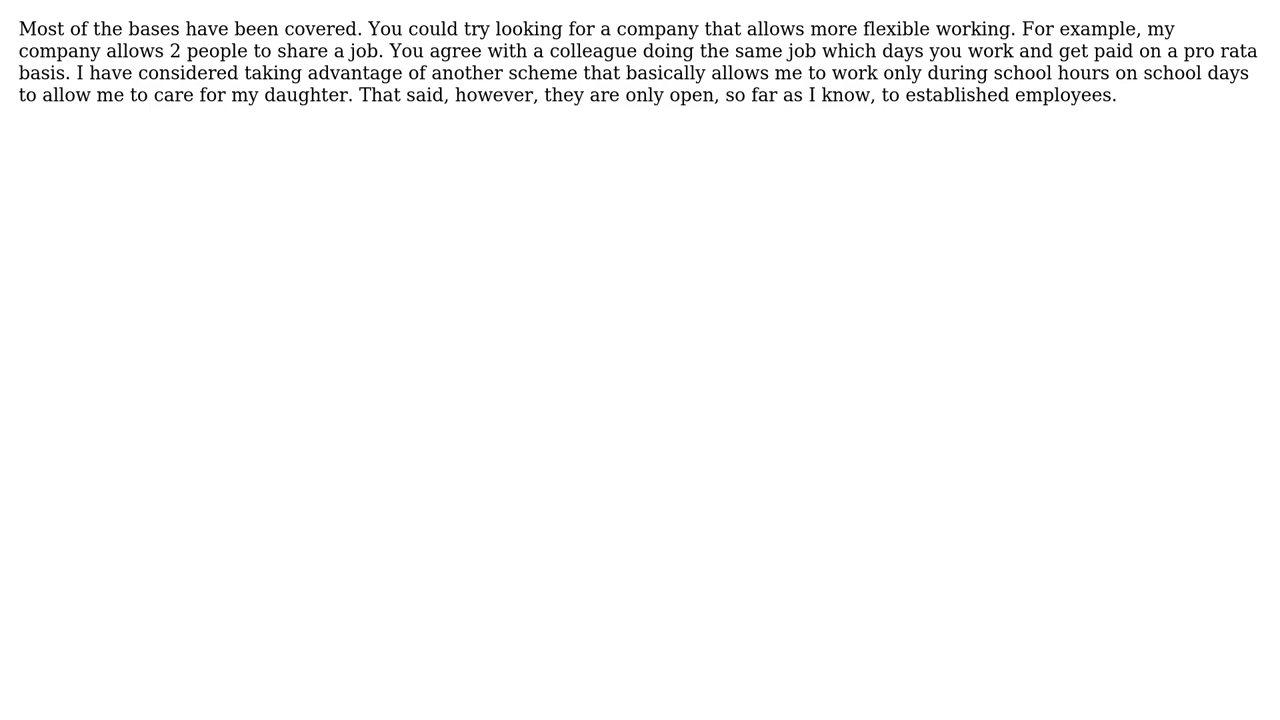 Most of the bases have been covered. You could try looking for a company that allows more flexible working. For example, my
company allows 2 people to share a job. You agree with a colleague doing the same job which days you work and get paid on a pro rata
basis. I have considered taking advantage of another scheme that basically allows me to work only during school hours on school days
to allow me to care for my daughter. That said, however, they are only open, so far as I know, to established employees.